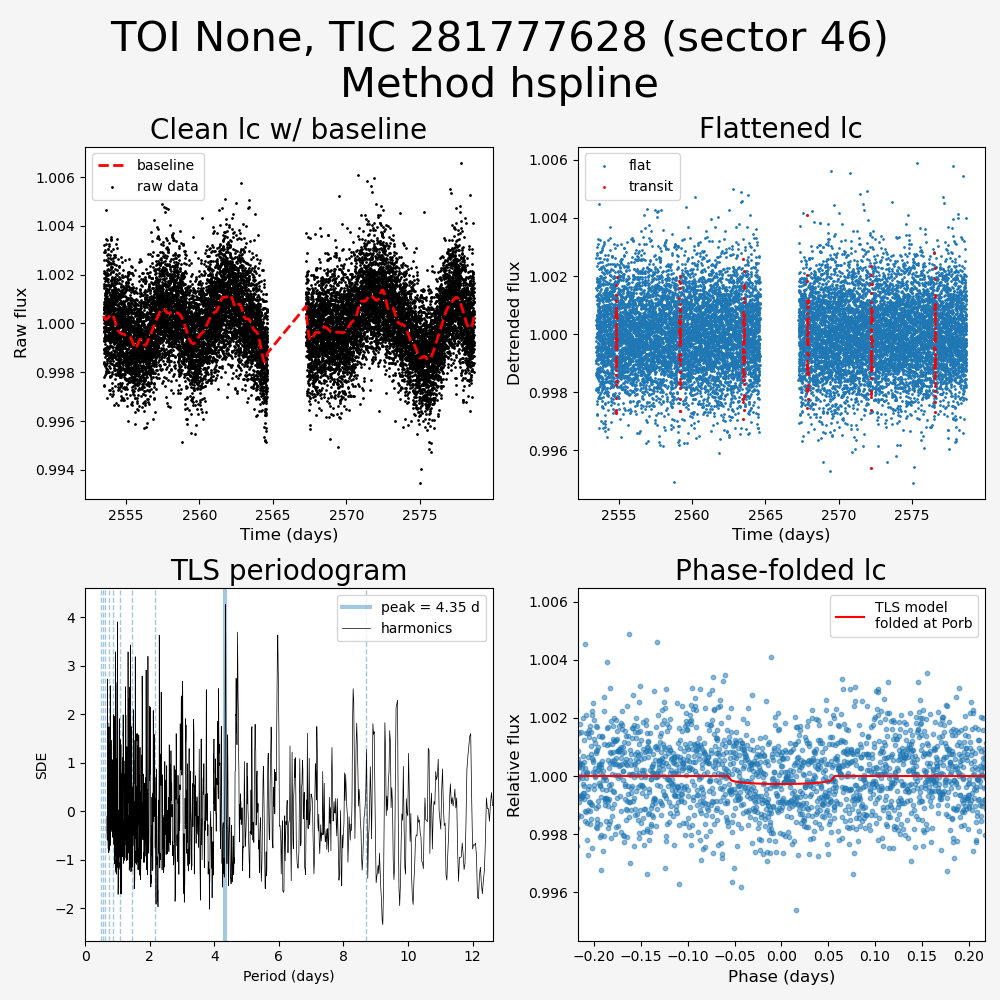 TOI None, TIC 281777628 (sector 46)
Method hspline
Clean lc w/ baseline
baseline
raw data
1.006
1.004
1.002
1.000
0.998
0.996
0.994
Raw flux
2555
2560
2565
2570
2575
Time (days)
Flattened lc
flat
transit
1.006
1.004
1.002
1.000
0.998
0.996
Detrended flux
2555
2560
2565
2570
2575
Time (days)
TLS periodogram
peak = 4.35 d
harmonics
4
3
2
1
0
−1
−2
SDE
0
2
4
6
8
10
12
Period (days)
Phase-folded lc
TLS model
folded at Porb
1.006
1.004
1.002
1.000
0.998
0.996
Relative flux
−0.20
−0.15
−0.10
−0.05
0.00
0.05
0.10
0.15
0.20
Phase (days)